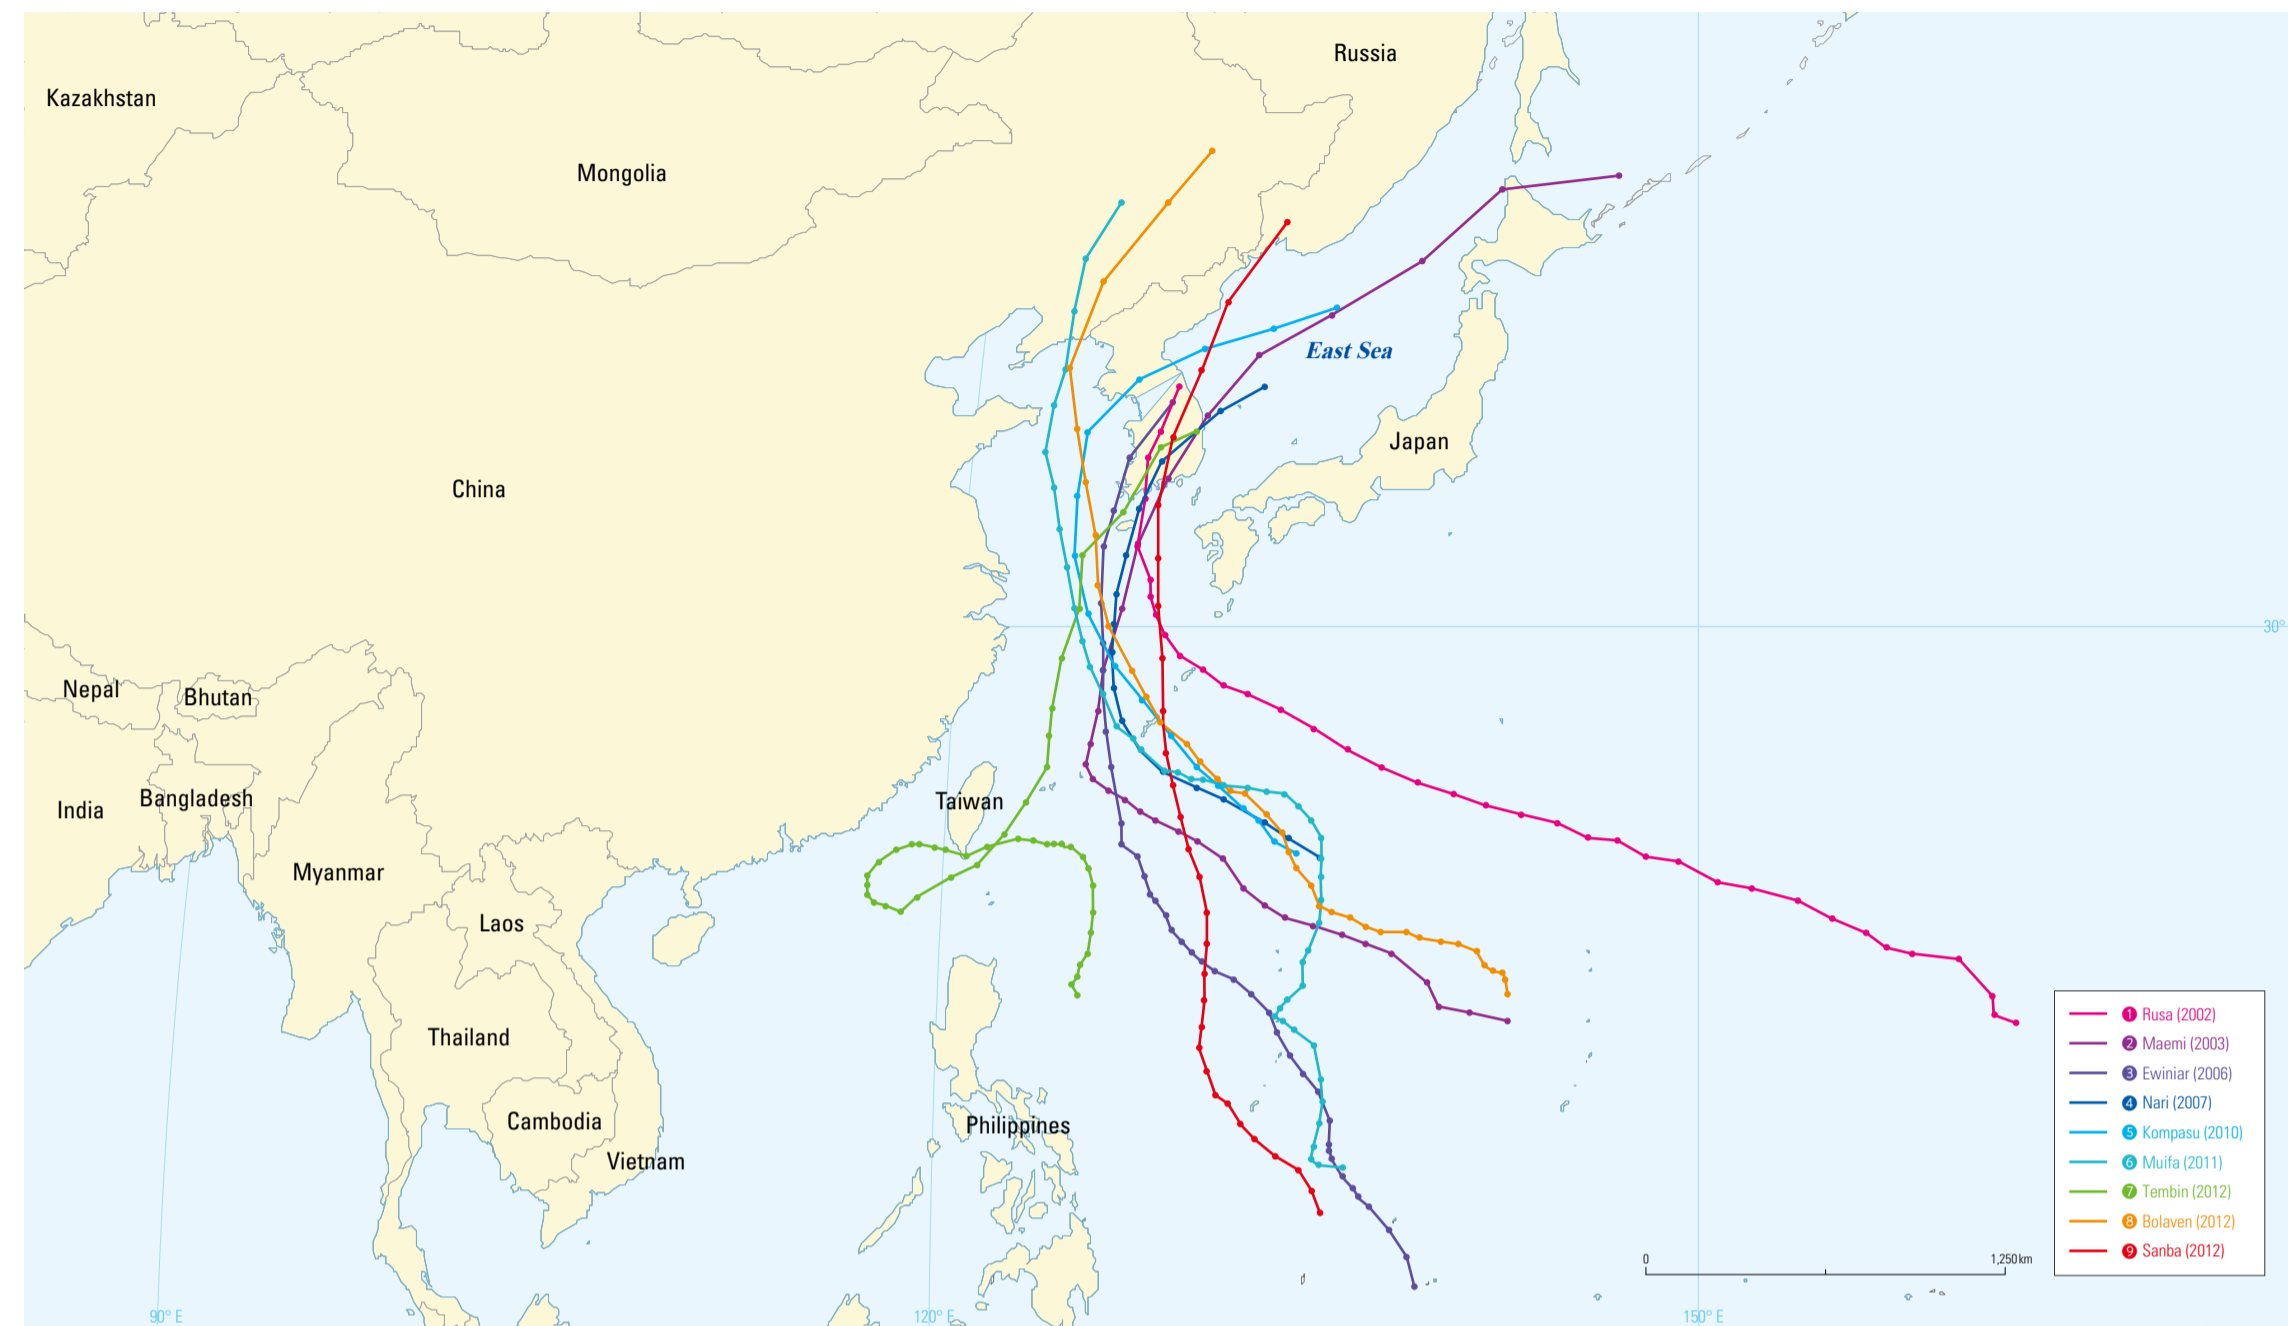 Russia
Kazakhstan
Mongolia
East Sea
Japan
China
30°
Nepal
Bhutan
India
Bangladesh
Taiwan
Myanmar
Laos
Thailand
Cambodia
Philippines
Vietnam
1 Rusa (2002)
2 Maemi (2003)
3 Ewiniar (2006)
4 Nari (2007)
5 Kompasu (2010)
6 Muifa (2011)
7 Tembin (2012)
8 Bolaven (2012)
9 Sanba (2012)
0 1,250 km
90° E 120° E 150° E